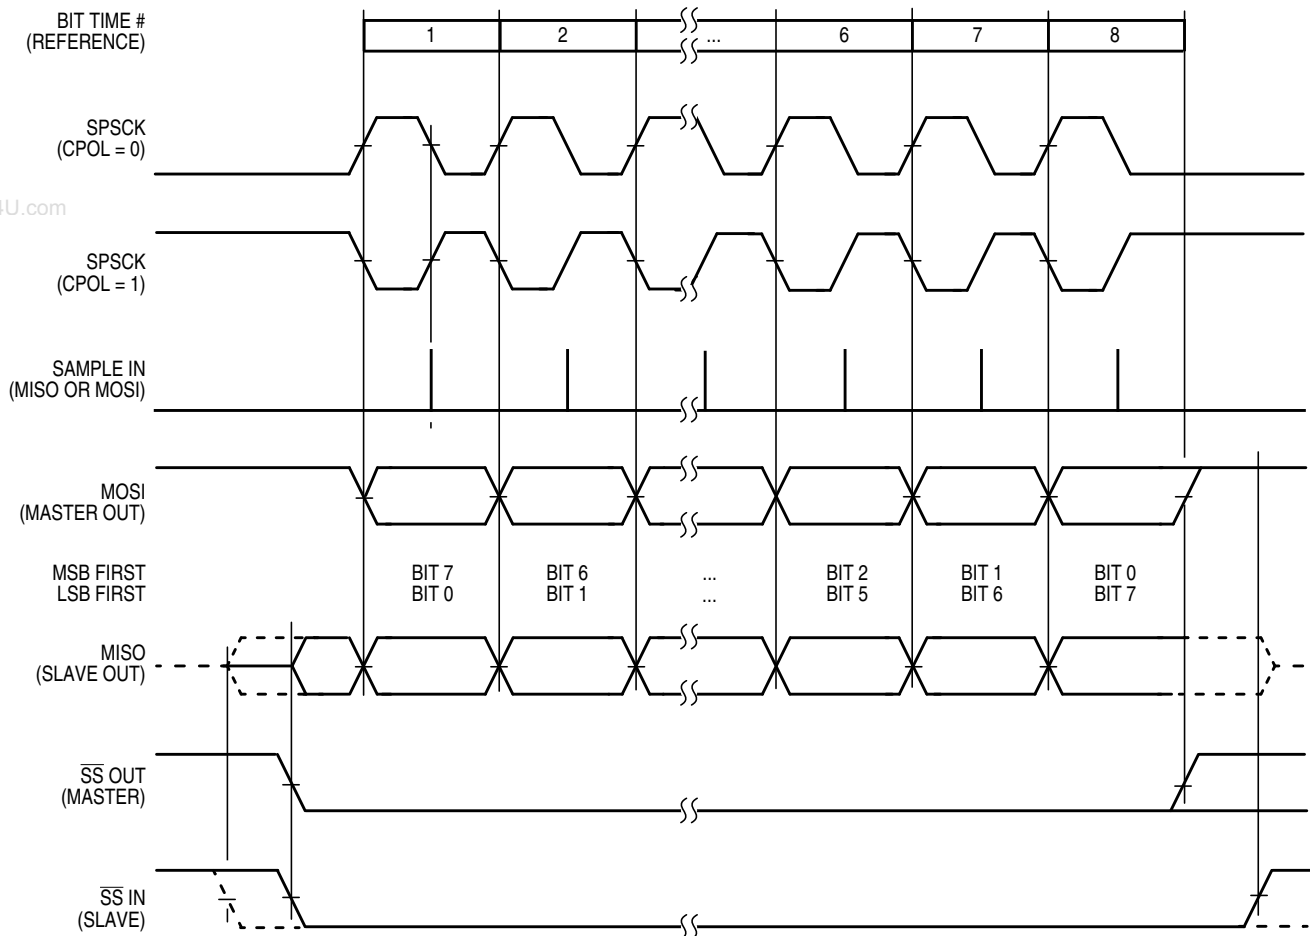 BIT TIME #
(REFERENCE)
1 2 ... 6 7 8
SPSCK
(CPOL = 0)
4U.com
SPSCK
(CPOL = 1)
SAMPLE IN
(MISO OR MOSI)
MOSI
(MASTER OUT)
MSB FIRST BIT 7 BIT 6 ... BIT 2 BIT 1 BIT 0
LSB FIRST BIT 0 BIT 1 ... BIT 5 BIT 6 BIT 7
MISO
(SLAVE OUT)
SS OUT
(MASTER)
SS IN
(SLAVE)